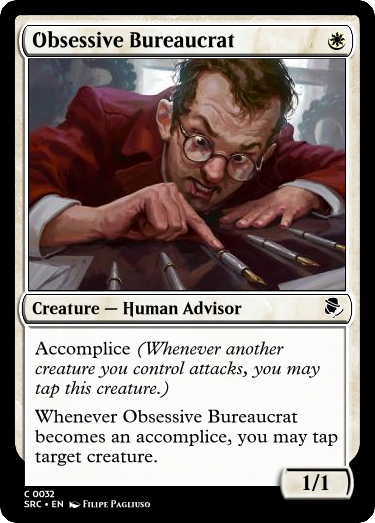 Obsessive Bureaucrat
Creature — Human Advisor
Accomplice (Whenever another
creature you control attacks, you may
tap this creature.)
Whenever Obsessive Bureaucrat
becomes an accomplice, you may tap
target creature.
1/1
C 0032
SRC • EN Filipe Pagliuso